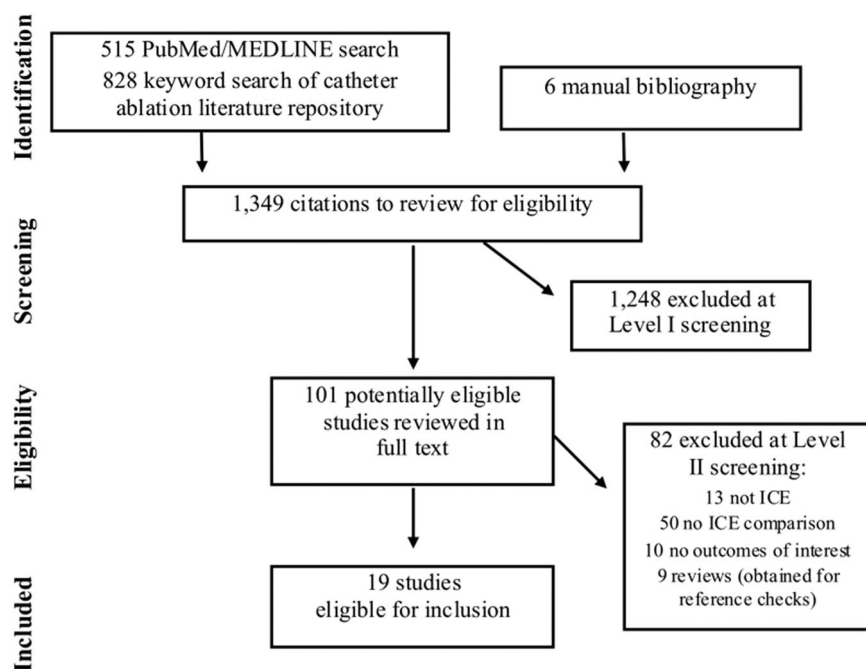 Identification
515 PubMed/MEDLINE search
828 keyword search of catheter
ablation literature repository
6 manual bibliography
Screening
1,349 citations to review for eligibility
1,248 excluded at
Level I screening
Eligibility
101 potentially eligible
studies reviewed in
full text
82 excluded at Level
II screening:
13 not ICE
50 no ICE comparison
10 no outcomes of interest
9 reviews (obtained for
reference checks)
Included
19 studies
eligible for inclusion